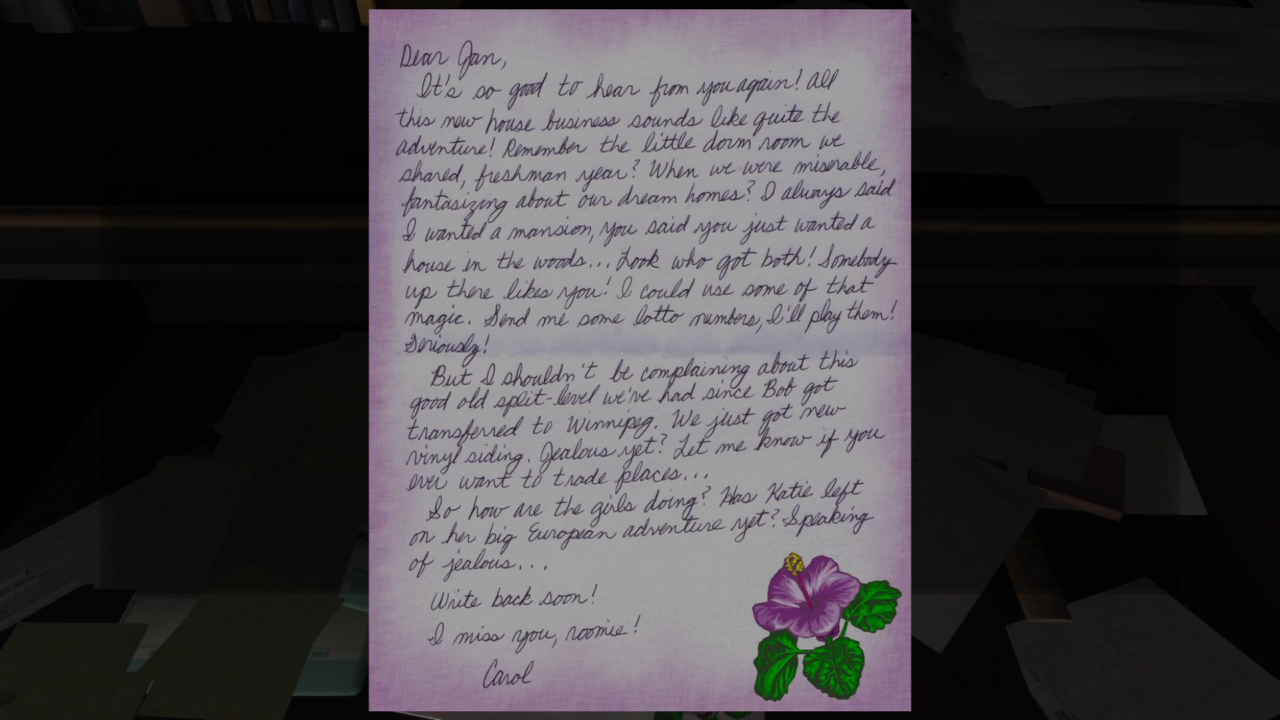 Dear Jan,
It's so good to hear from you again! All
this new house business sounds like quite the
adventure! Remember the little dorm room we
shared, freshman year? When we were miserable,
fantasizing about our dream homes? I always said
I wanted a mansion, you said you just wanted a
house in the woods... Look who got both! Somebody
up there likes you! I could use some of that
magic. Send me some lotto numbers, I'll play them!
Seriously!
But I shouldn't be complaining about this
good old split-level we've had since Bob got
transferred to Winnipeg. We just got new
vinyl siding. Jealous yet? Let me know if you
ever want to trade places...
So how are the girls doing? Has Katie left
on her big European adventure yet? Speaking
of jealous...
Write back soon!
I miss you, roomie!
Carol